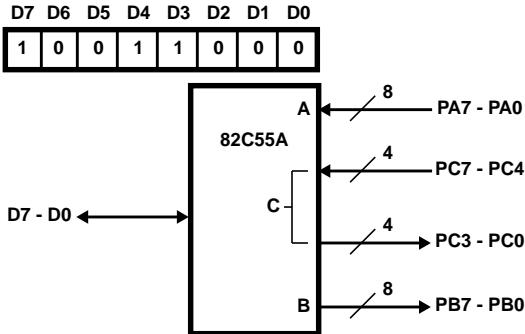 D7 D6 D5 D4 D3 D2 D1 D0
1 0 0 1 1 0 0 0
8
A PA7 - PA0
82C55A
4
PC7 - PC4
C
D7 - D0
4
PC3 - PC0
8
B PB7 - PB0